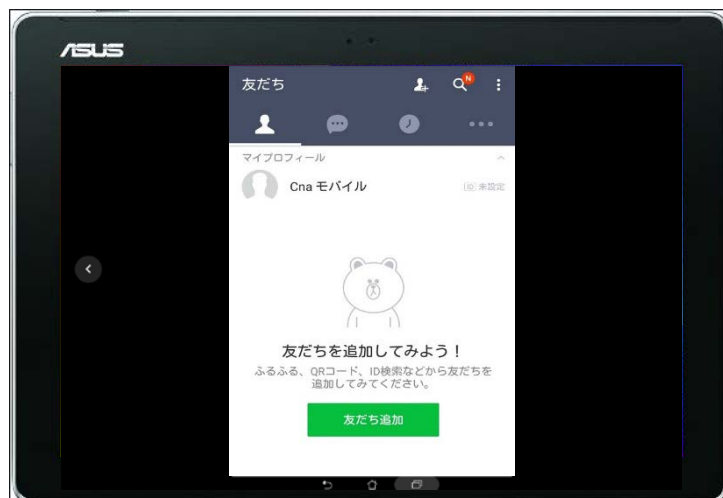 ASUS
友だち
N
マイプロフィール
Cna モバイル
ID 未設定
友だちを追加してみよう！
ふるふる、QRコード、ID検索などから友だちを
追加してみてください。
友だち追加